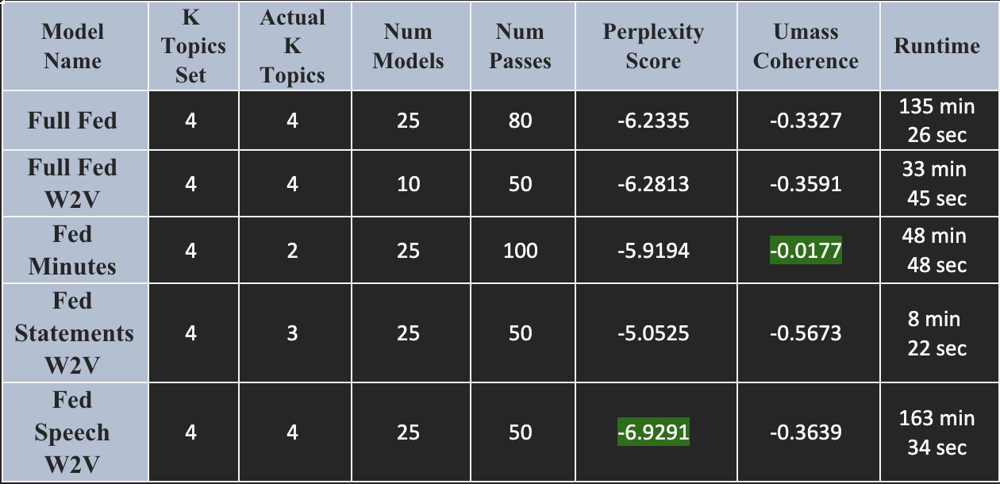 Model Name K Topics Set Actual K Topics Num Models Num Passes Perplexity Score Umass Coherence Runtime
Full Fed 4 4 25 80 -6.2335 -0.3327 135 min 26 sec
Full Fed W2V 4 4 10 50 -6.2813 -0.3591 33 min 45 sec
Fed Minutes 4 2 25 100 -5.9194 -0.0177 48 min 48 sec
Fed Statements W2V 4 3 25 50 -5.0525 -0.5673 8 min 22 sec
Fed Speech W2V 4 4 25 50 -6.9291 -0.3639 163 min 34 sec